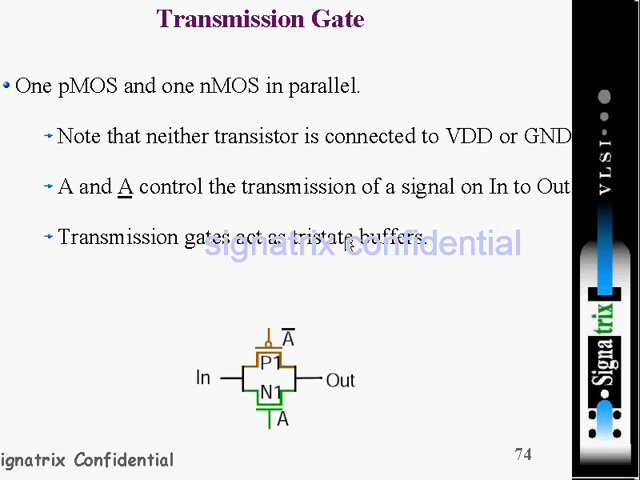 Transmission Gate
One pMOS and one nMOS in parallel.
Note that neither transistor is connected to VDD or GND
A and A control the transmission of a signal on In to Out
Transmission gates act as tristate buffers.
signatrix confidential
A
P1
In
Out
N1
A
ignatrix Confidential
74
VLSI
Signatrix